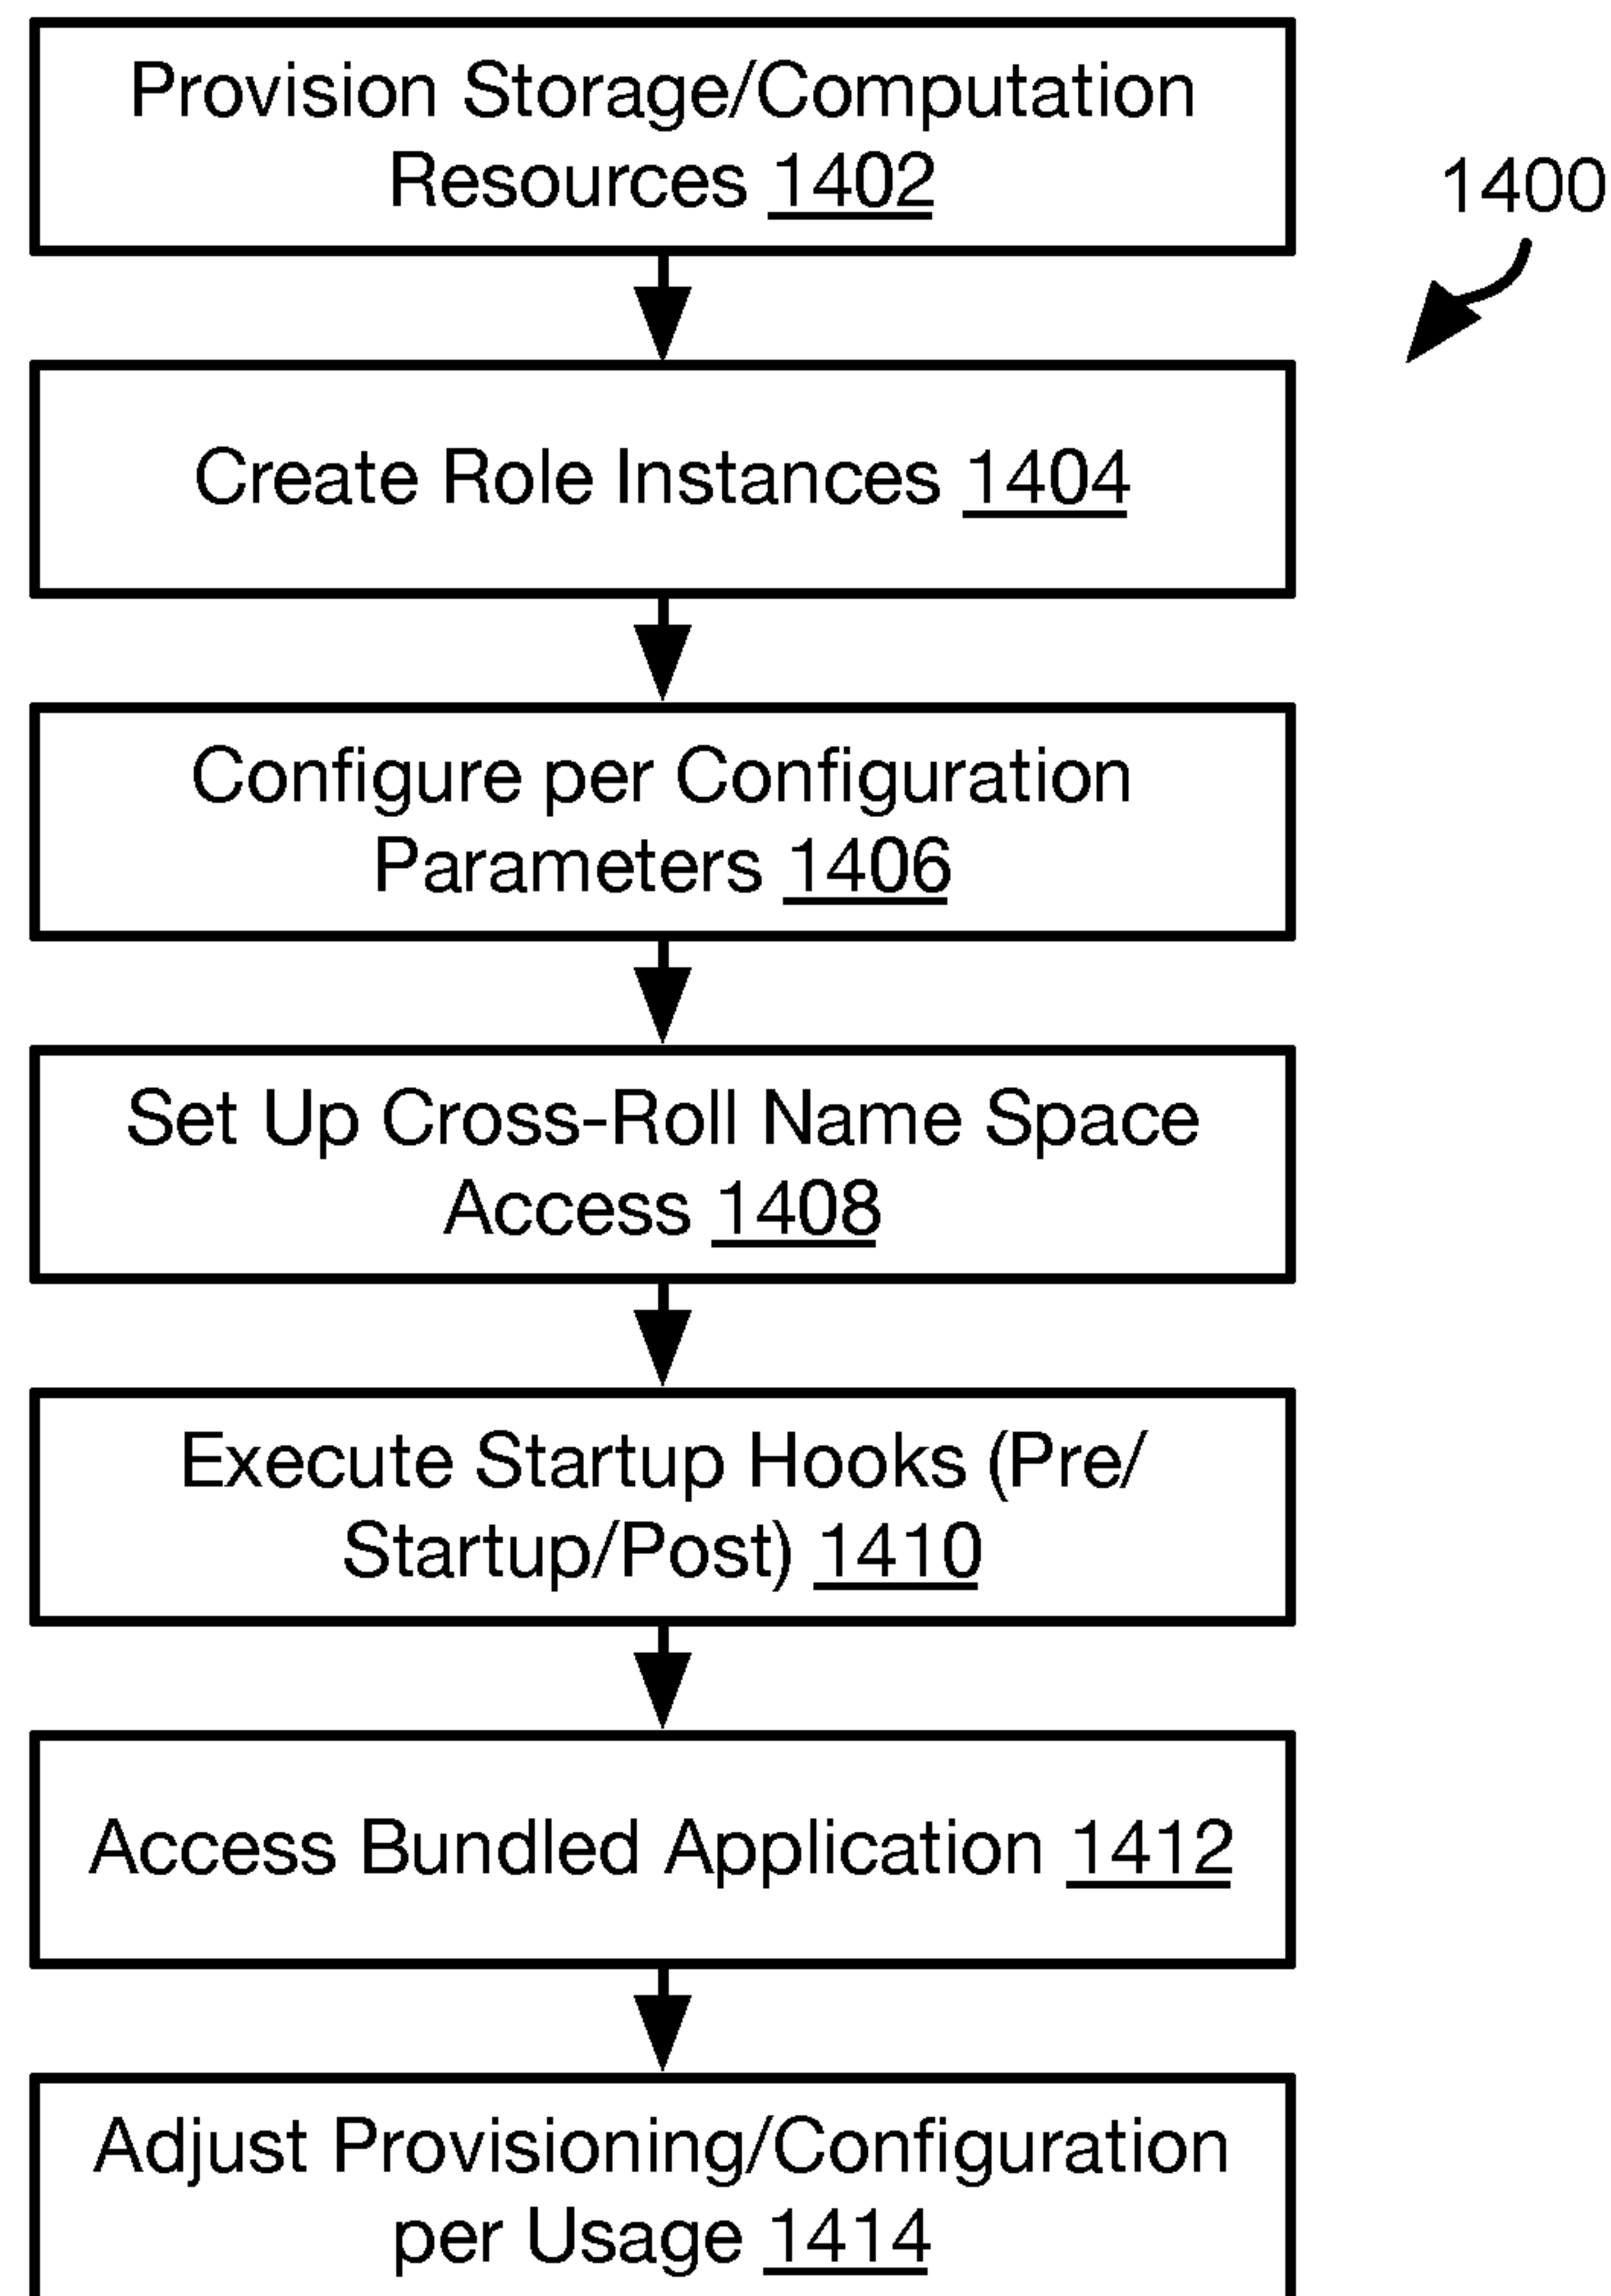 Provision Storage/Computation
Resources 1402
1400
Create Role Instances 1404
Configure per Configuration
Parameters 1406
Set Up Cross-Roll Name Space
Access 1408
Execute Startup Hooks (Pre/
Startup/Post) 1410
Access Bundled Application 1412
Adjust Provisioning/Configuration
per Usage 1414